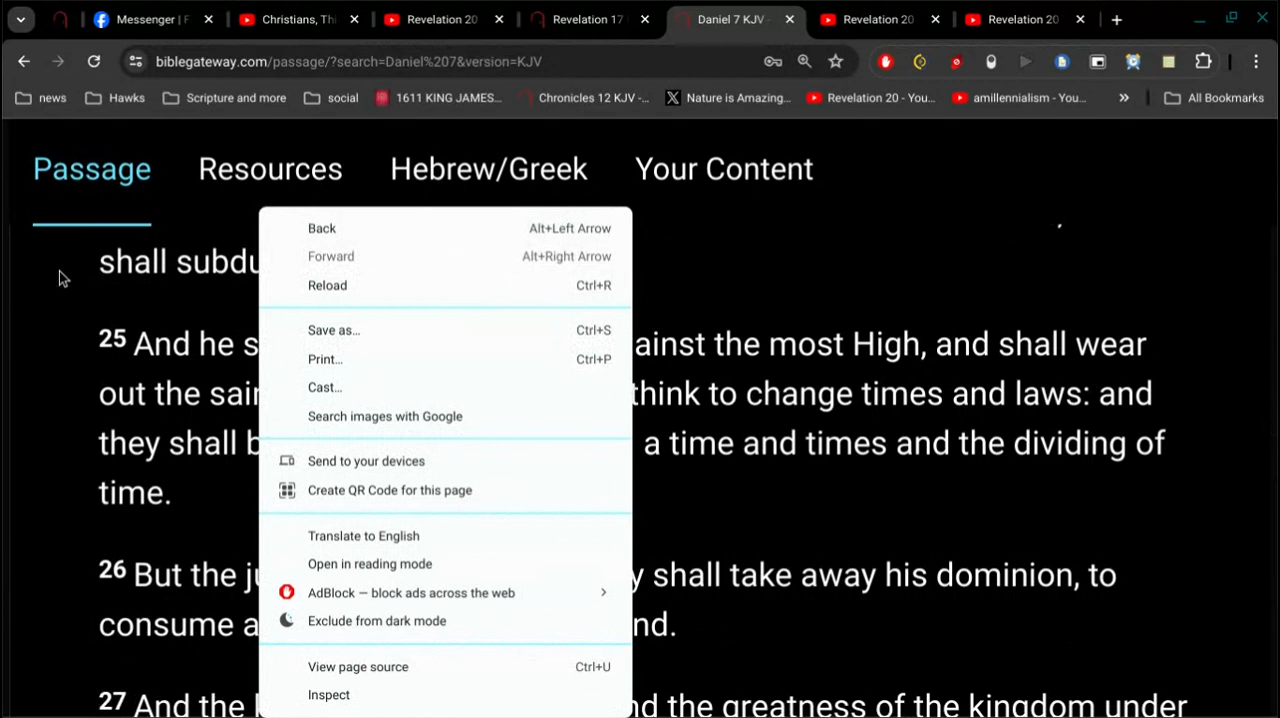 Messenger | F
Christians, Thi
Revelation 20
Revelation 17
Daniel 7 KJV -
Revelation 20
Revelation 20
biblegateway.com/passage/?search=Daniel%207&version=KJV
news
Hawks
Scripture and more
social
1611 KING JAMES...
Chronicles 12 KJV -...
Nature is Amazing...
Revelation 20 - You...
amillennialism - You...
All Bookmarks
Passage
Resources
Hebrew/Greek
Your Content
shall subdu
25 And he s ainst the most High, and shall wear
out the sain think to change times and laws: and
they shall b a time and times and the dividing of
time.
26 But the ju y shall take away his dominion, to
consume a nd.
27 And the nd the greatness of the kingdom under
Back Alt+Left Arrow
Forward Alt+Right Arrow
Reload Ctrl+R
Save as... Ctrl+S
Print... Ctrl+P
Cast...
Search images with Google
Send to your devices
Create QR Code for this page
Translate to English
Open in reading mode
AdBlock — block ads across the web
Exclude from dark mode
View page source Ctrl+U
Inspect